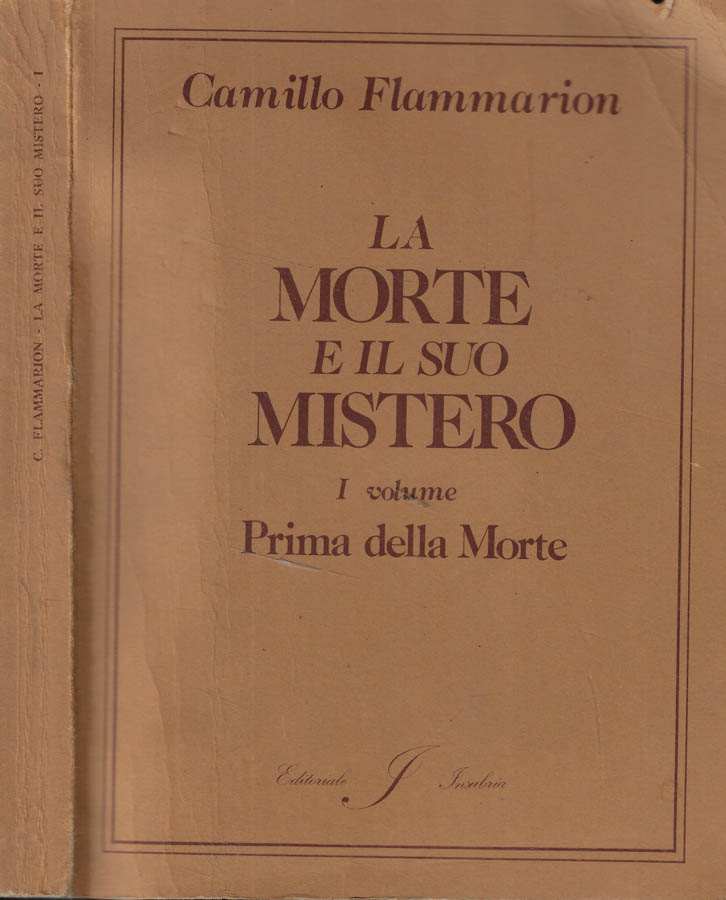 C. FLAMMARION - LA MORTE E IL SUO MISTERO - I
Camillo Flammarion
LA
MORTE
E IL SUO
MISTERO
I volume
Prima della Morte
Editoriale I Insubria